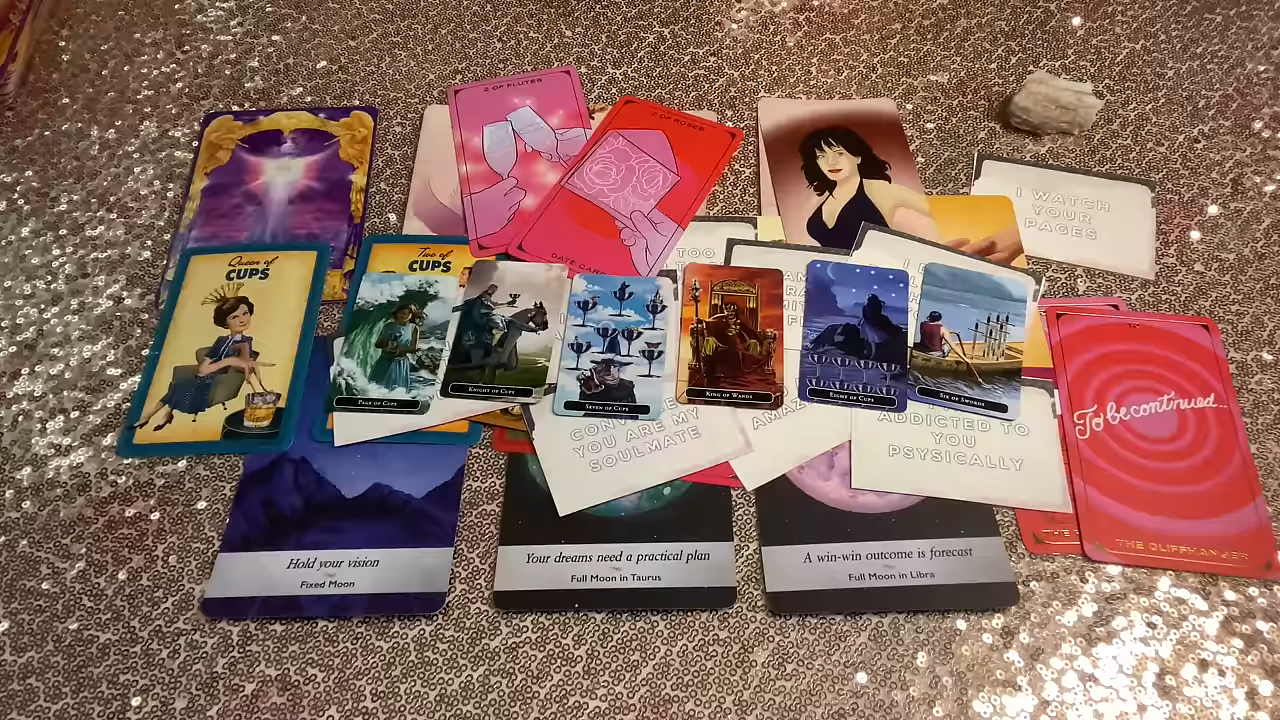 2 OF FLUTES
2 OF ROSES
DATE CARD
I WATCH
YOUR
PAGES
Queen of
CUPS
Two of
CUPS
TOO
PAGE OF CUPS
KNIGHT OF CUPS
SEVEN OF CUPS
KING OF WANDS
EIGHT OF CUPS
SIX OF SWORDS
YOU ARE MY
SOULMATE
ADDICTED TO
YOU
PSYSICALLY
To be continued...
THE CLIFFHANGER
Hold your vision
Fixed Moon
Your dreams need a practical plan
Full Moon in Taurus
A win-win outcome is forecast
Full Moon in Libra